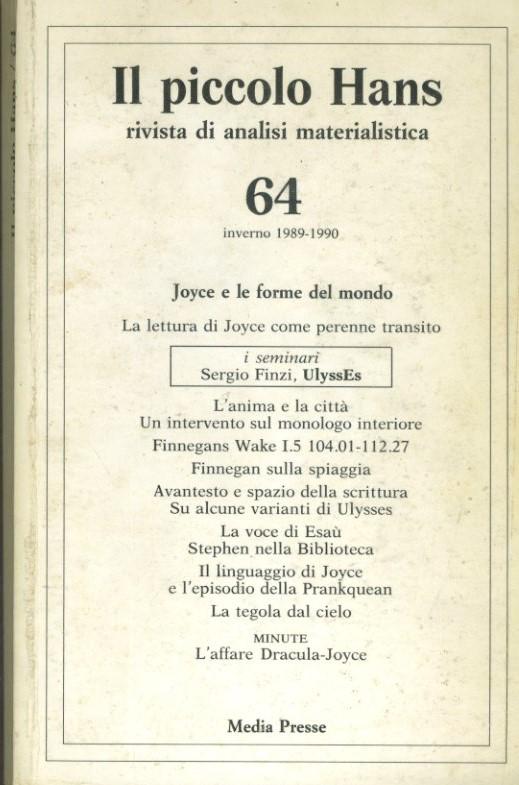 Il piccolo Hans
rivista di analisi materialistica
64
inverno 1989-1990
Joyce e le forme del mondo
La lettura di Joyce come perenne transito
i seminari
Sergio Finzi, UlyssEs
L'anima e la città
Un intervento sul monologo interiore
Finnegans Wake I.5 104.01-112.27
Finnegan sulla spiaggia
Avantesto e spazio della scrittura
Su alcune varianti di Ulysses
La voce di Esaù
Stephen nella Biblioteca
Il linguaggio di Joyce
e l'episodio della Prankquean
La tegola dal cielo
MINUTE
L'affare Dracula-Joyce
Media Presse
Il piccolo Hans / 64